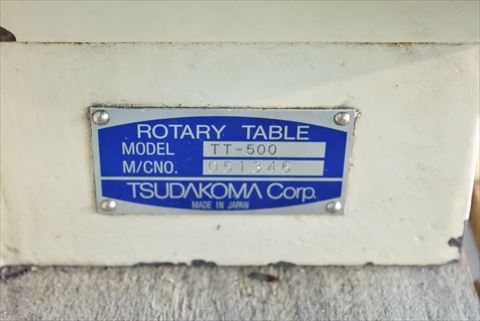 ROTARY TABLE
MODEL TT-500
M/CNO. 051346
TSUDAKOMA Corp.
MADE IN JAPAN